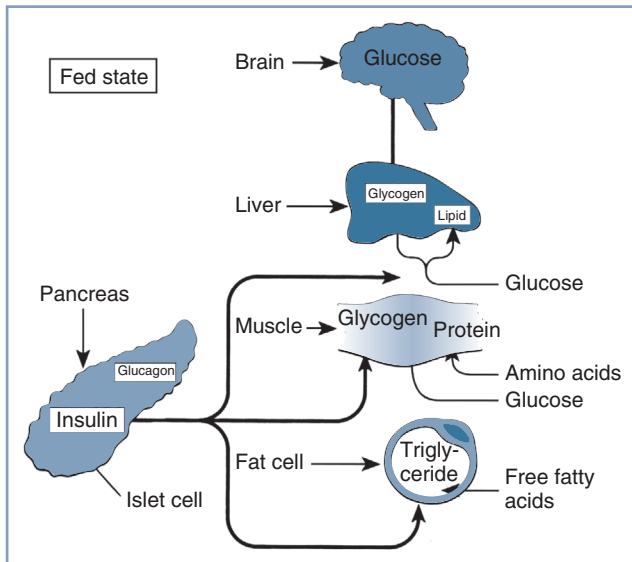 Fed state
Brain
Glucose
Liver
Glycogen
Lipid
Glucose
Pancreas
Glucagon
Insulin
Islet cell
Muscle
Glycogen
Protein
Amino acids
Glucose
Fat cell
Trigly-
ceride
Free fatty
acids